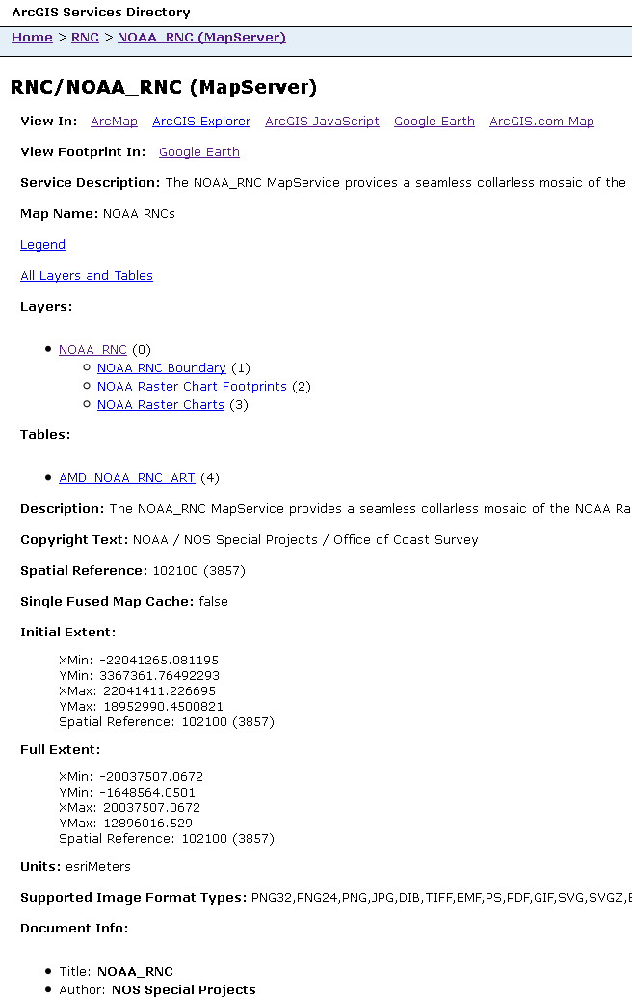 ArcGIS Services Directory
Home > RNC > NOAA_RNC (MapServer)
RNC/NOAA_RNC (MapServer)
View In: ArcMap ArcGIS Explorer ArcGIS JavaScript Google Earth ArcGIS.com Map
View Footprint In: Google Earth
Service Description: The NOAA_RNC MapService provides a seamless collarless mosaic of the
Map Name: NOAA RNCs
Legend
All Layers and Tables
Layers:
NOAA_RNC (0)
NOAA RNC Boundary (1)
NOAA Raster Chart Footprints (2)
NOAA Raster Charts (3)
Tables:
AMD_NOAA_RNC_ART (4)
Description: The NOAA_RNC MapService provides a seamless collarless mosaic of the NOAA Ra
Copyright Text: NOAA / NOS Special Projects / Office of Coast Survey
Spatial Reference: 102100 (3857)
Single Fused Map Cache: false
Initial Extent:
XMin: -22041265.081195
YMin: 3367361.76492293
XMax: 22041411.226695
YMax: 18952990.4500821
Spatial Reference: 102100 (3857)
Full Extent:
XMin: -20037507.0672
YMin: -1648564.0501
XMax: 20037507.0672
YMax: 12896016.529
Spatial Reference: 102100 (3857)
Units: esriMeters
Supported Image Format Types: PNG32,PNG24,PNG,JPG,DIB,TIFF,EMF,PS,PDF,GIF,SVG,SVGZ,
Document Info:
Title: NOAA_RNC
Author: NOS Special Projects